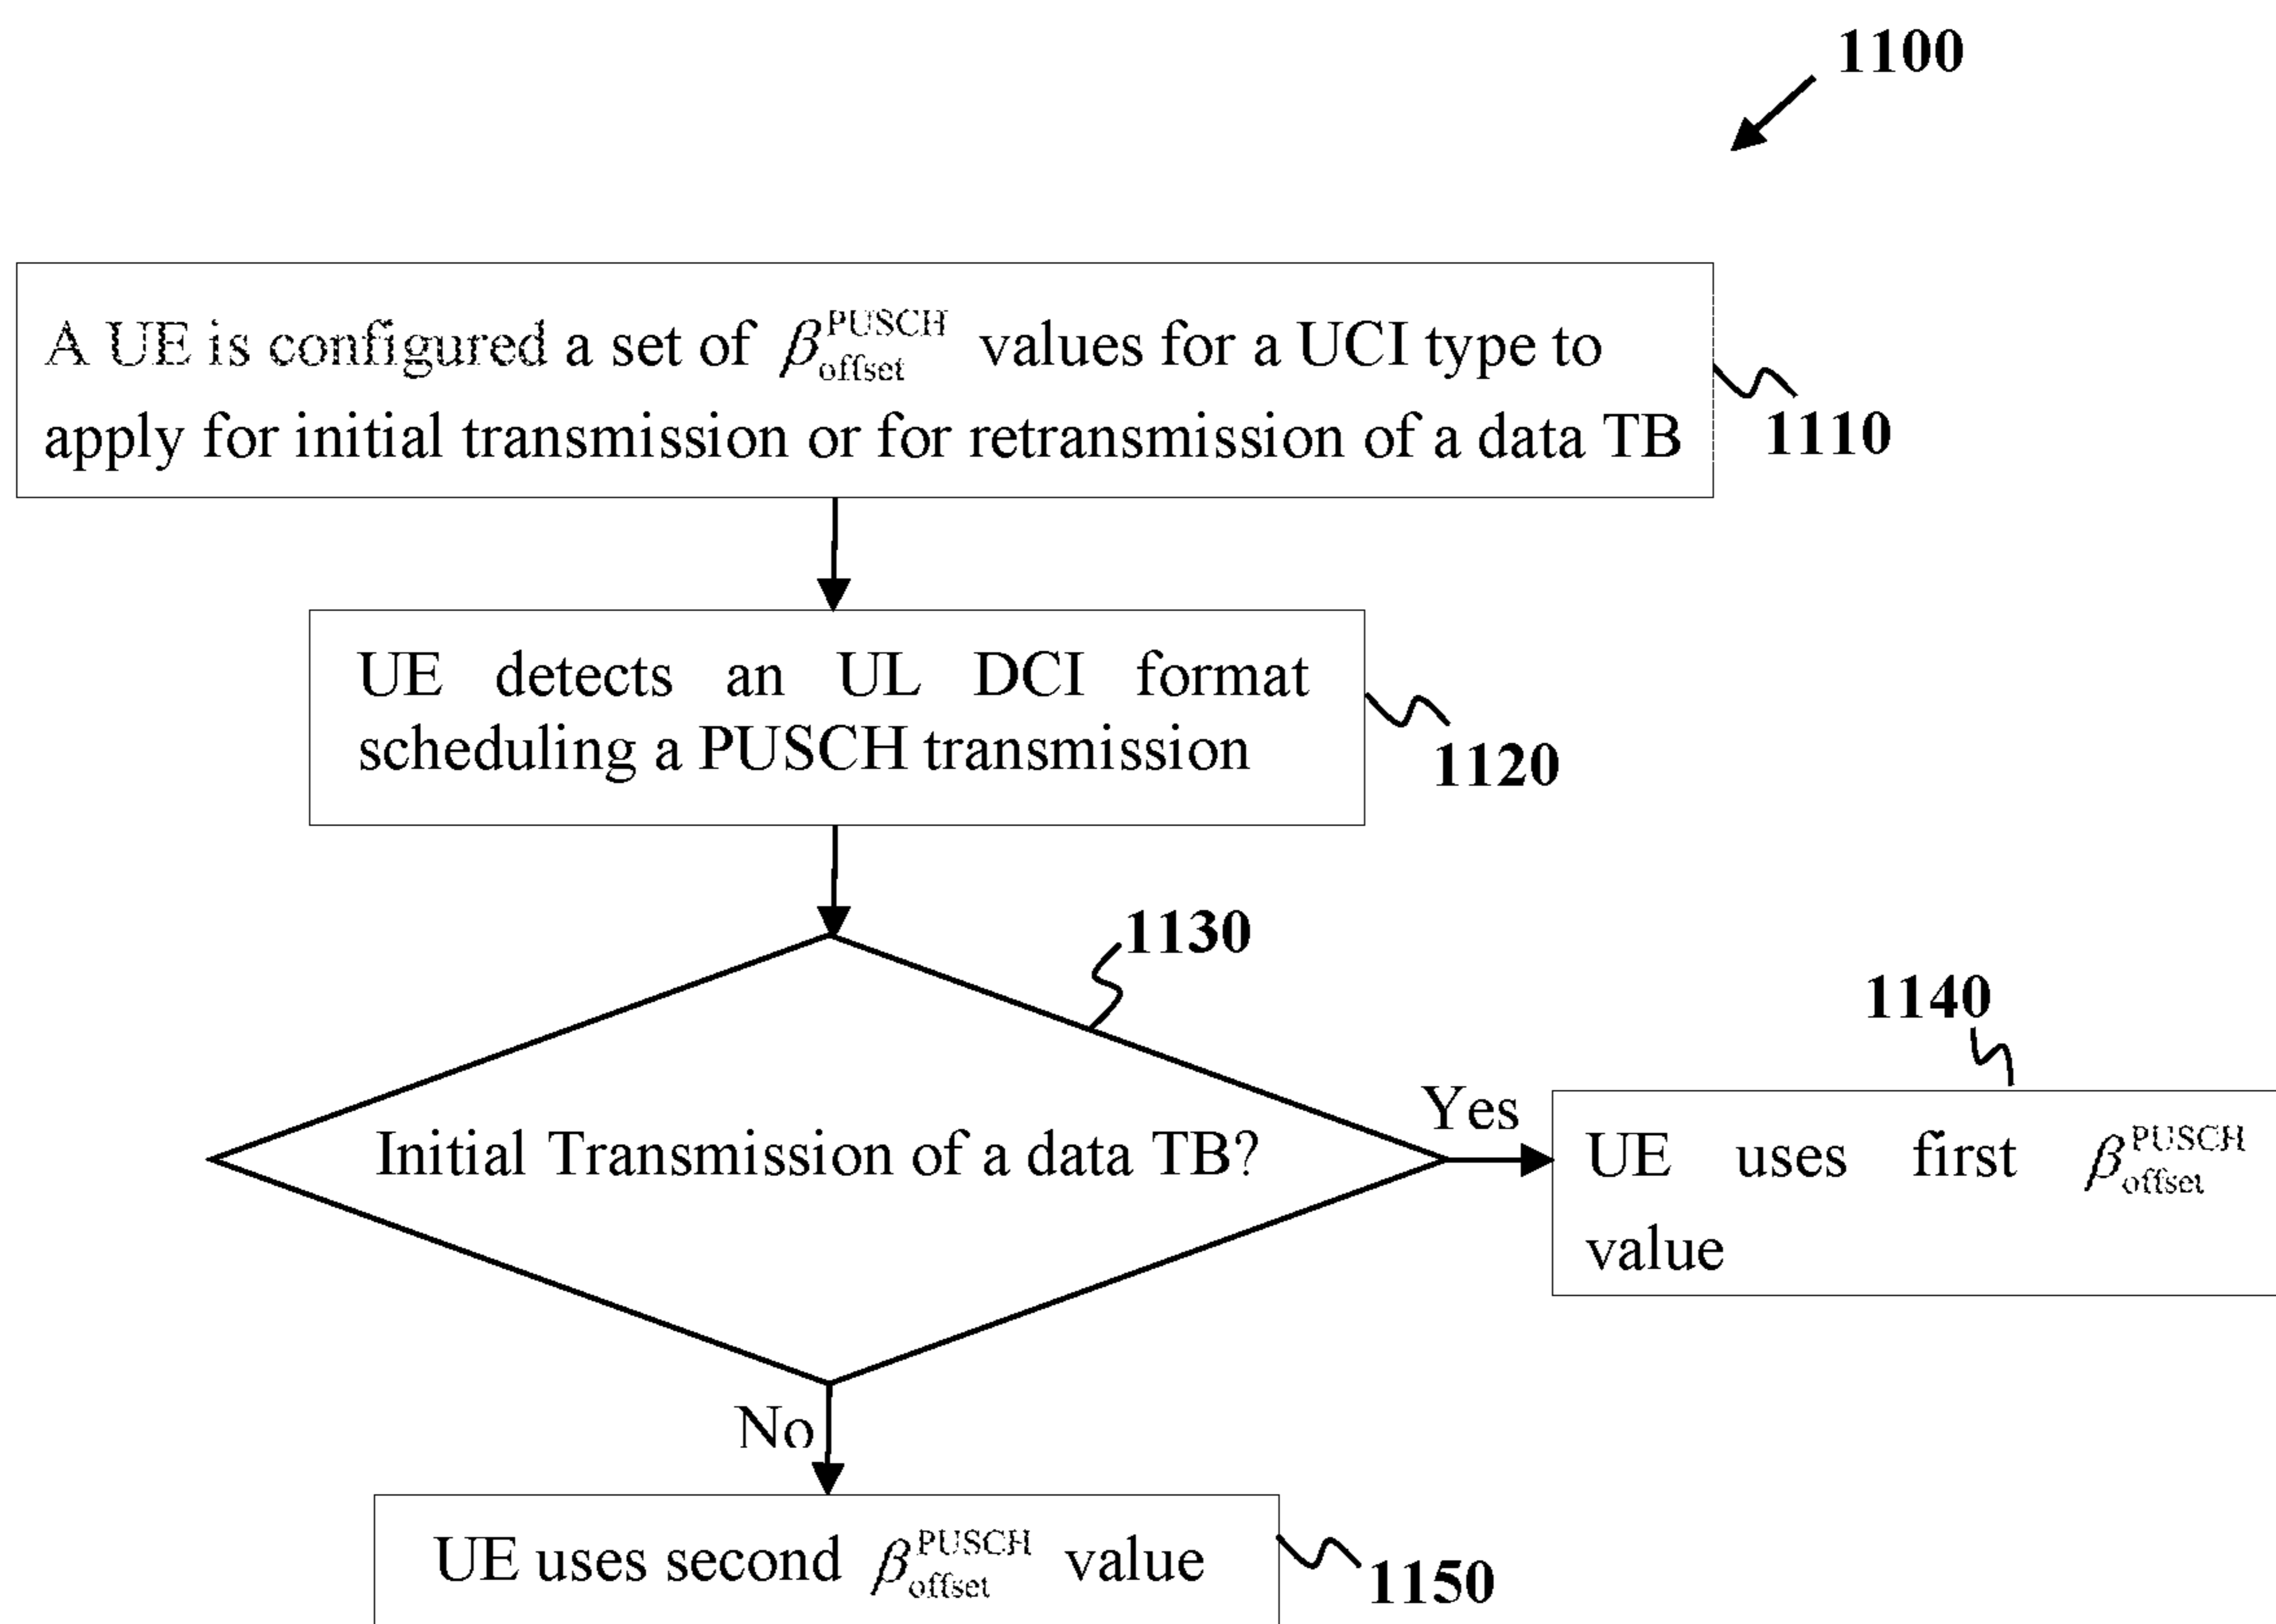 1100
A UE is configured a set of β_offset^PUSCH values for a UCI type to
apply for initial transmission or for retransmission of a data TB
1110
UE detects an UL DCI format
scheduling a PUSCH transmission
1120
1130
Initial Transmission of a data TB?
Yes
1140
UE uses first β_offset^PUSCH
value
No
UE uses second β_offset^PUSCH value
1150